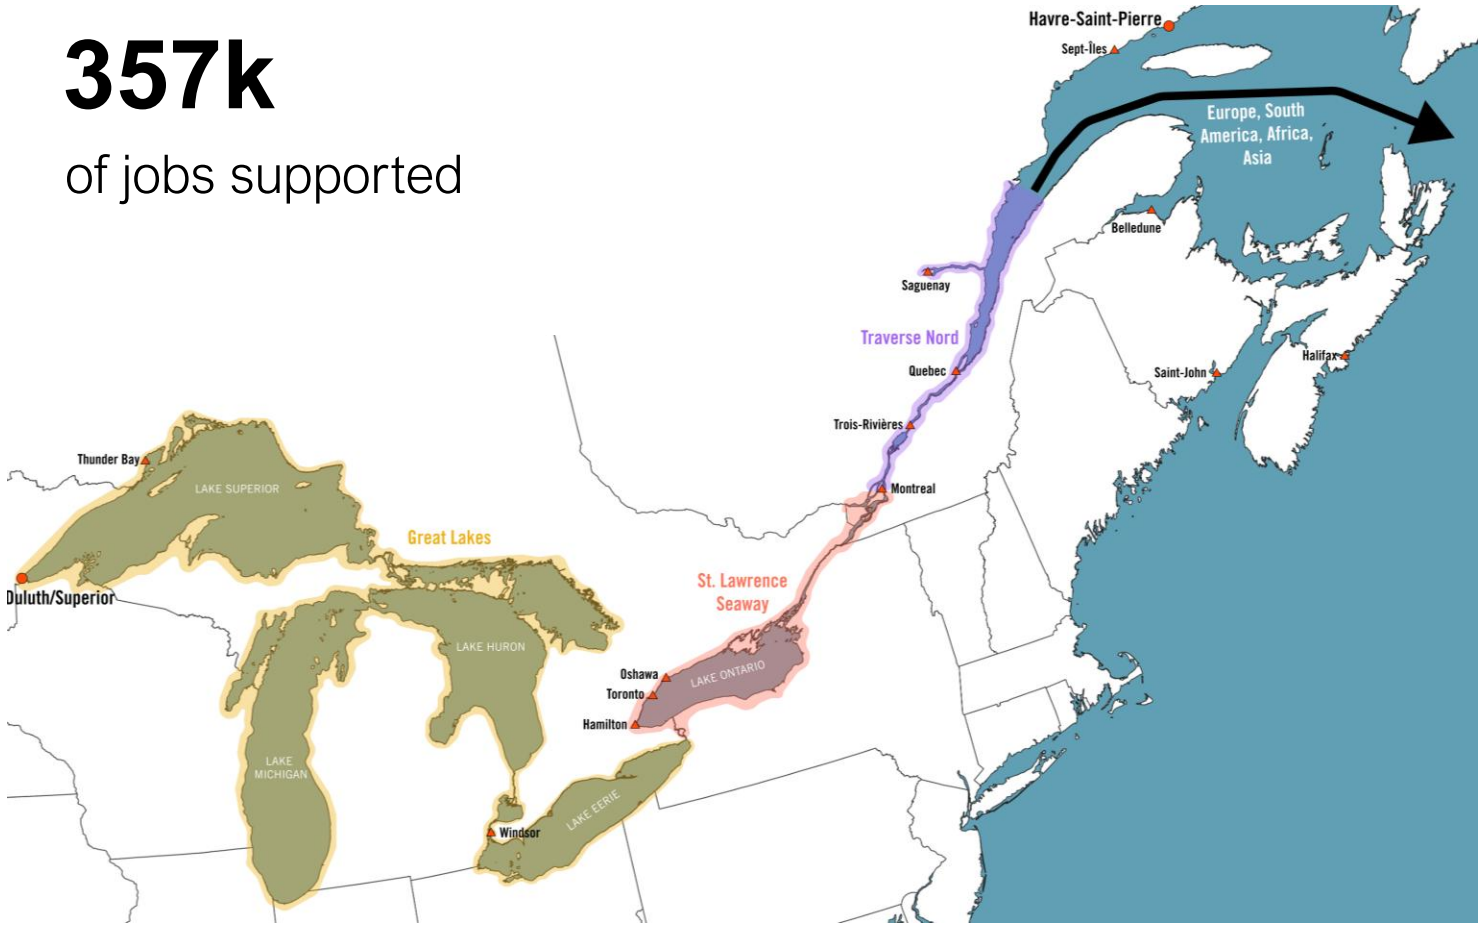 357k
of jobs supported
Havre-Saint-Pierre
Sept-Îles
Europe, South
America, Africa,
Asia
Belledune
Saguenay
Traverse Nord
Quebec
Halifax
Saint-John
Trois-Rivières
Thunder Bay
LAKE SUPERIOR
Montreal
Great Lakes
St. Lawrence
Seaway
Duluth/Superior
LAKE HURON
LAKE ONTARIO
Oshawa
Toronto
Hamilton
LAKE
MICHIGAN
LAKE EERIE
Windsor